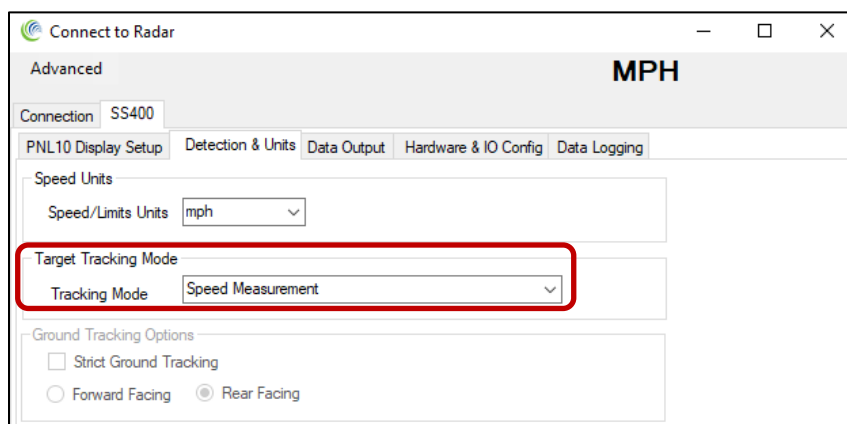 Connect to Radar
Advanced MPH
Connection SS400
PNL10 Display Setup Detection & Units Data Output Hardware & IO Config Data Logging
Speed Units
Speed/Limits Units mph
Target Tracking Mode
Tracking Mode Speed Measurement
Ground Tracking Options
Strict Ground Tracking
Forward Facing Rear Facing